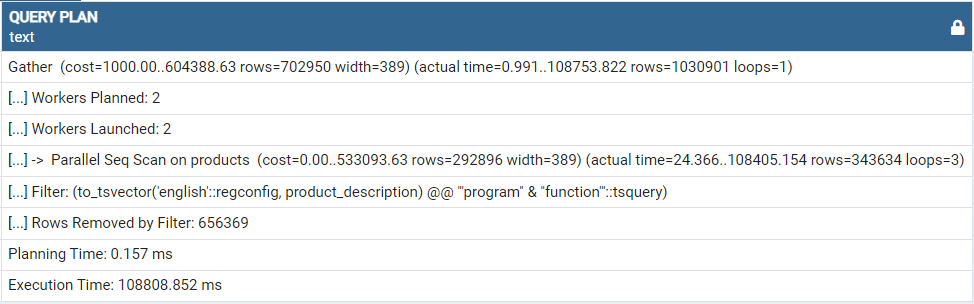 QUERY PLAN
text
Gather (cost=1000.00..604388.63 rows=702950 width=389) (actual time=0.991..108753.822 rows=1030901 loops=1)
[...] Workers Planned: 2
[...] Workers Launched: 2
[...] -> Parallel Seq Scan on products (cost=0.00..533093.63 rows=292896 width=389) (actual time=24.366..108405.154 rows=343634 loops=3)
[...] Filter: (to_tsvector('english'::regconfig, product_description) @@ '"program" & "function"'::tsquery)
[...] Rows Removed by Filter: 656369
Planning Time: 0.157 ms
Execution Time: 108808.852 ms